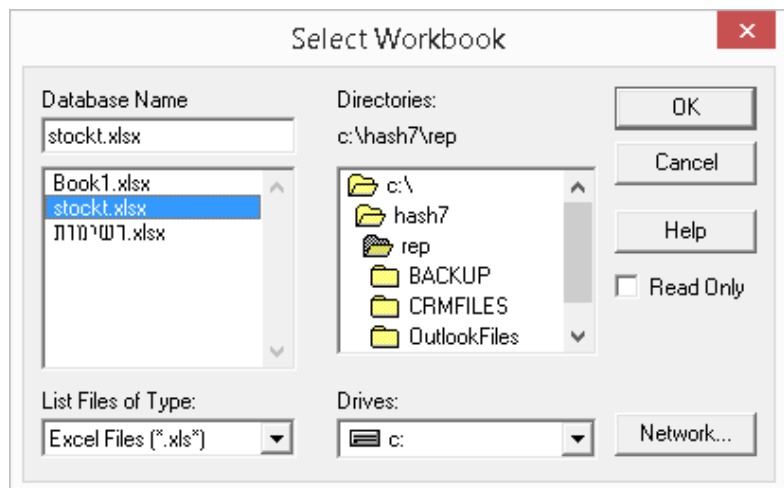 Select Workbook
Database Name
stockt.xlsx
Book1.xlsx
stockt.xlsx
רשימות.xlsx
List Files of Type:
Excel Files (*.xls*)
Directories:
c:\hash7\rep
c:\
hash7
rep
BACKUP
CRMFILES
OutlookFiles
Drives:
c:
OK
Cancel
Help
Read Only
Network...